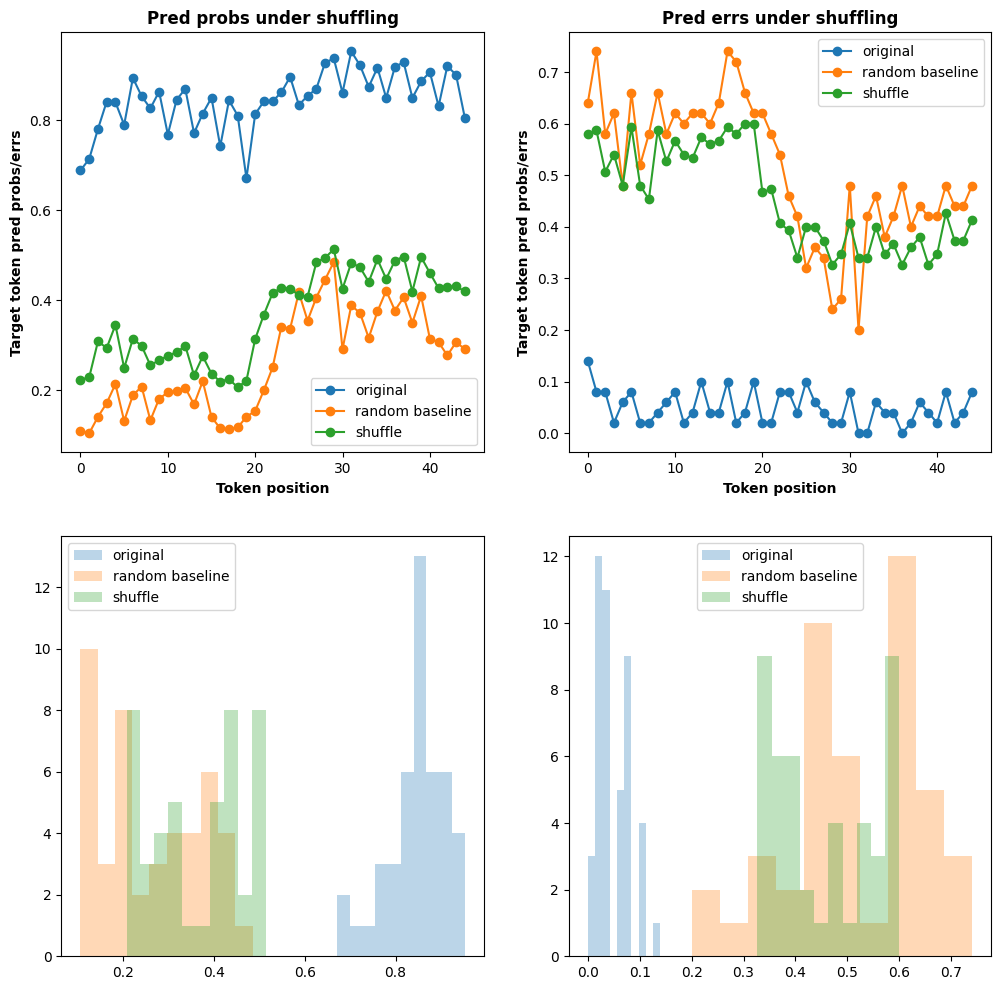 Pred probs under shuffling
Target token pred probs/errs
0.8
0.6
0.4
0.2
original
random baseline
shuffle
0
10
20
30
40
Token position
Pred errs under shuffling
Target token pred probs/errs
0.7
0.6
0.5
0.4
0.3
0.2
0.1
0.0
original
random baseline
shuffle
0
10
20
30
40
Token position
12
10
8
6
4
2
0
original
random baseline
shuffle
0.2
0.4
0.6
0.8
12
10
8
6
4
2
0
original
random baseline
shuffle
0.0
0.1
0.2
0.3
0.4
0.5
0.6
0.7